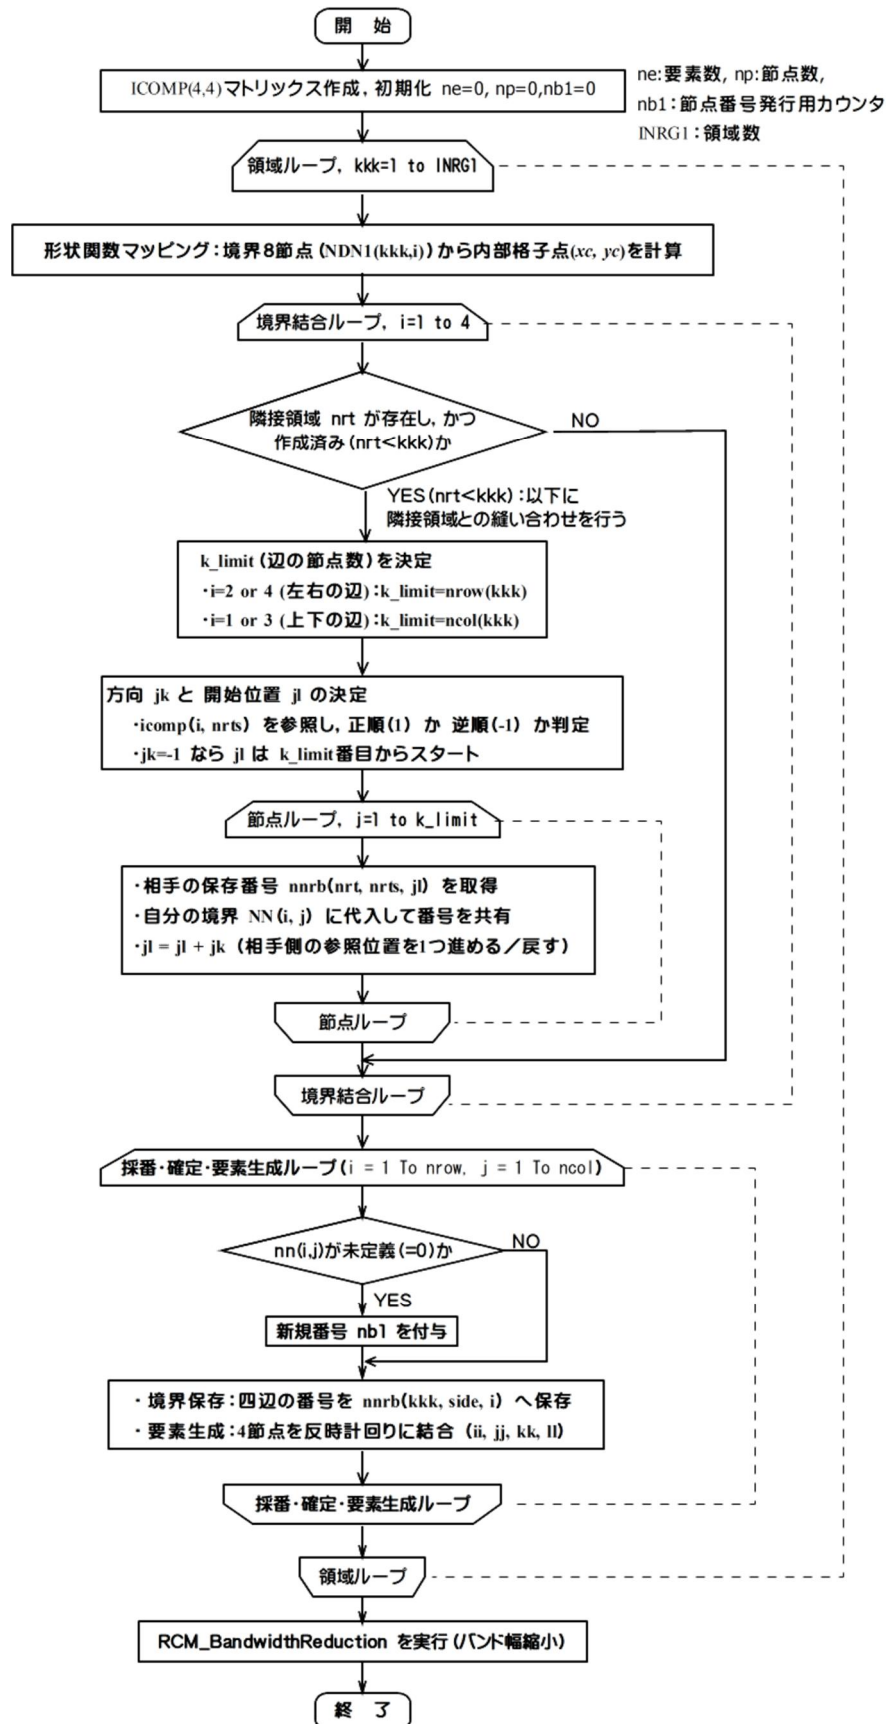 開　始
ICOMP(4,4)マトリックス作成, 初期化 ne=0, np=0,nb1=0
ne:要素数, np:節点数,
nb1:節点番号発行用カウンタ
INRG1:領域数
領域ループ, kkk=1 to INRG1
形状関数マッピング:境界8節点(NDN1(kkk,i))から内部格子点(xc, yc)を計算
境界結合ループ, i=1 to 4
隣接領域 nrt が存在し, かつ
作成済み(nrt<kkk)か
NO
YES(nrt<kkk):以下に
隣接領域との縫い合わせを行う
k_limit(辺の節点数)を決定
・i=2 or 4 (左右の辺):k_limit=nrow(kkk)
・i=1 or 3 (上下の辺):k_limit=ncol(kkk)
方向 jk と 開始位置 jl の決定
・icomp(i, nrts) を参照し, 正順(1) か 逆順(-1) か判定
・jk=-1 なら jl は k_limit番目からスタート
節点ループ, j=1 to k_limit
・相手の保存番号 nnrb(nrt, nrts, jl) を取得
・自分の境界 NN(i, j) に代入して番号を共有
・jl = jl + jk (相手側の参照位置を1つ進める／戻す)
節点ループ
境界結合ループ
採番・確定・要素生成ループ(i = 1 To nrow, j = 1 To ncol)
nn(i,j)が未定義(=0)か
NO
YES
新規番号 nb1 を付与
・境界保存:四辺の番号を nnrb(kkk, side, i) へ保存
・要素生成:4節点を反時計回りに結合 (ii, jj, kk, ll)
採番・確定・要素生成ループ
領域ループ
RCM_BandwidthReduction を実行(バンド幅縮小)
終　了